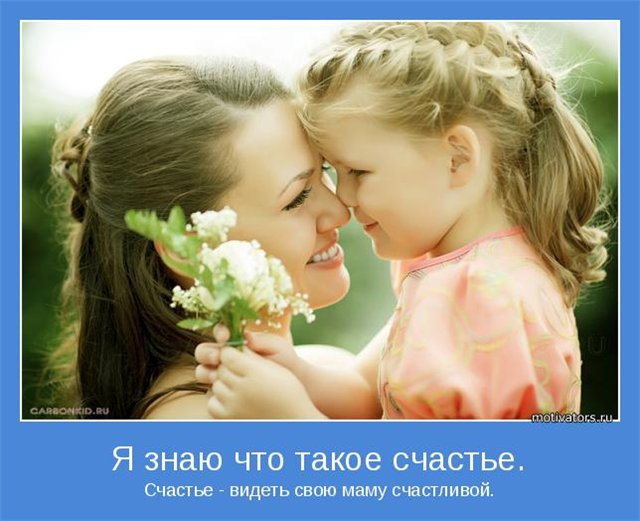 CARBONKID.RU
motivators.ru
Я знаю что такое счастье.
Счастье - видеть свою маму счастливой.